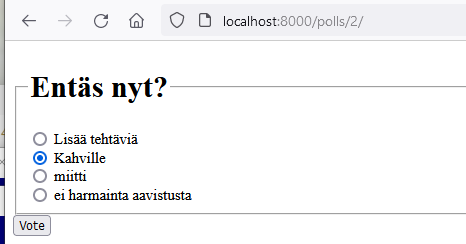 localhost:8000/polls/2/
Entäs nyt?
Lisää tehtäviä
Kahville
miitti
ei harmainta aavistusta
Vote